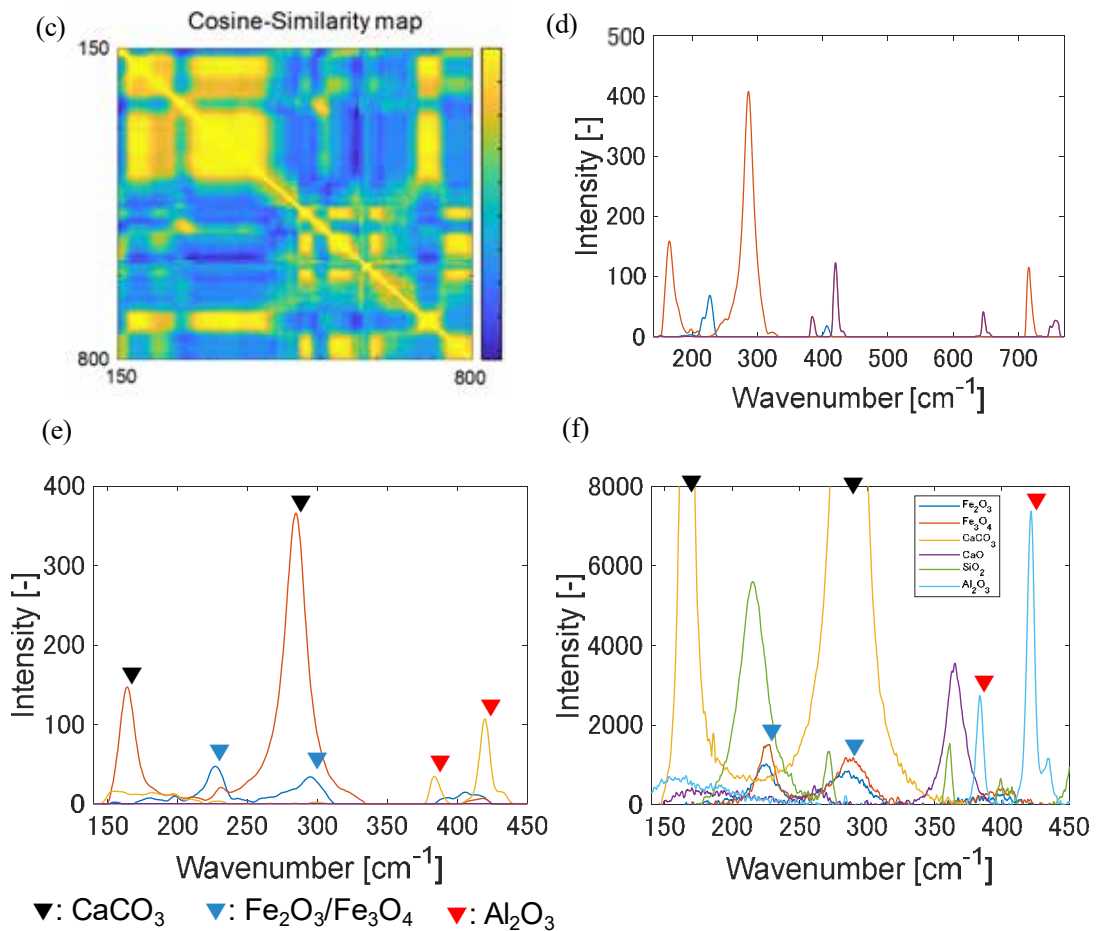 (c)
Cosine-Similarity map
150
800
150
800
(d)
500
400
300
200
100
0
Intensity [-]
200 300 400 500 600 700
Wavenumber [cm⁻¹]
(e)
400
300
200
100
0
Intensity [-]
150 200 250 300 350 400 450
Wavenumber [cm⁻¹]
(f)
8000
6000
4000
2000
0
Intensity [-]
Fe₂O₃
Fe₃O₄
CaCO₃
CaO
SiO₂
Al₂O₃
150 200 250 300 350 400 450
Wavenumber [cm⁻¹]
▼: CaCO₃ ▼: Fe₂O₃/Fe₃O₄ ▼: Al₂O₃